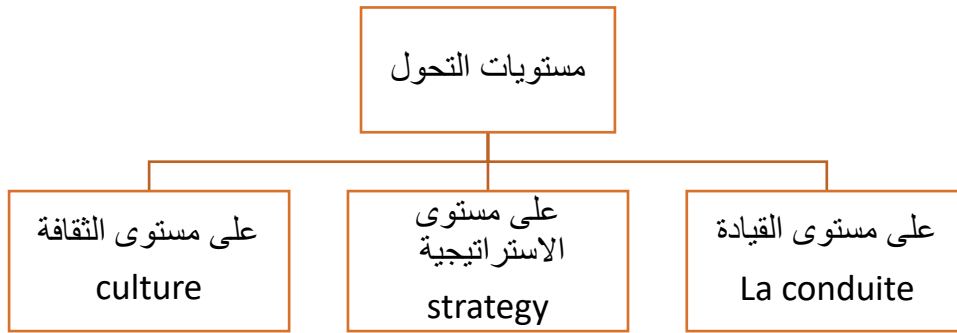 مستويات التحول
على مستوى القيادة
La conduite
على مستوى
الاستراتيجية
strategy
على مستوى الثقافة
culture